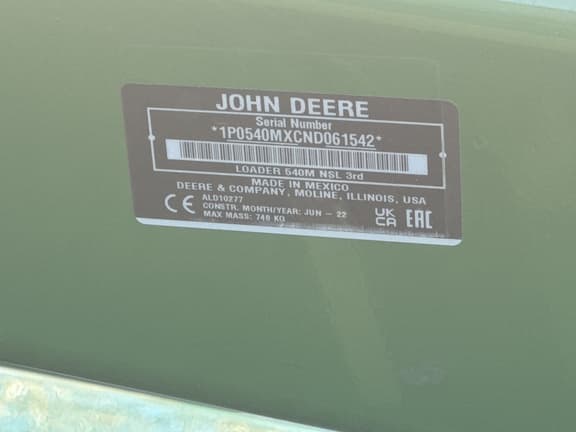 JOHN DEERE
Serial Number
*1P0540MXCND061542*
LOADER 540M NSL 3rd
MADE IN MEXICO
DEERE & COMPANY, MOLINE, ILLINOIS, USA
ALD10277
CONSTR. MONTH/YEAR: JUN - 22
MAX MASS: 748 KG
CE
UK
CA
EAC